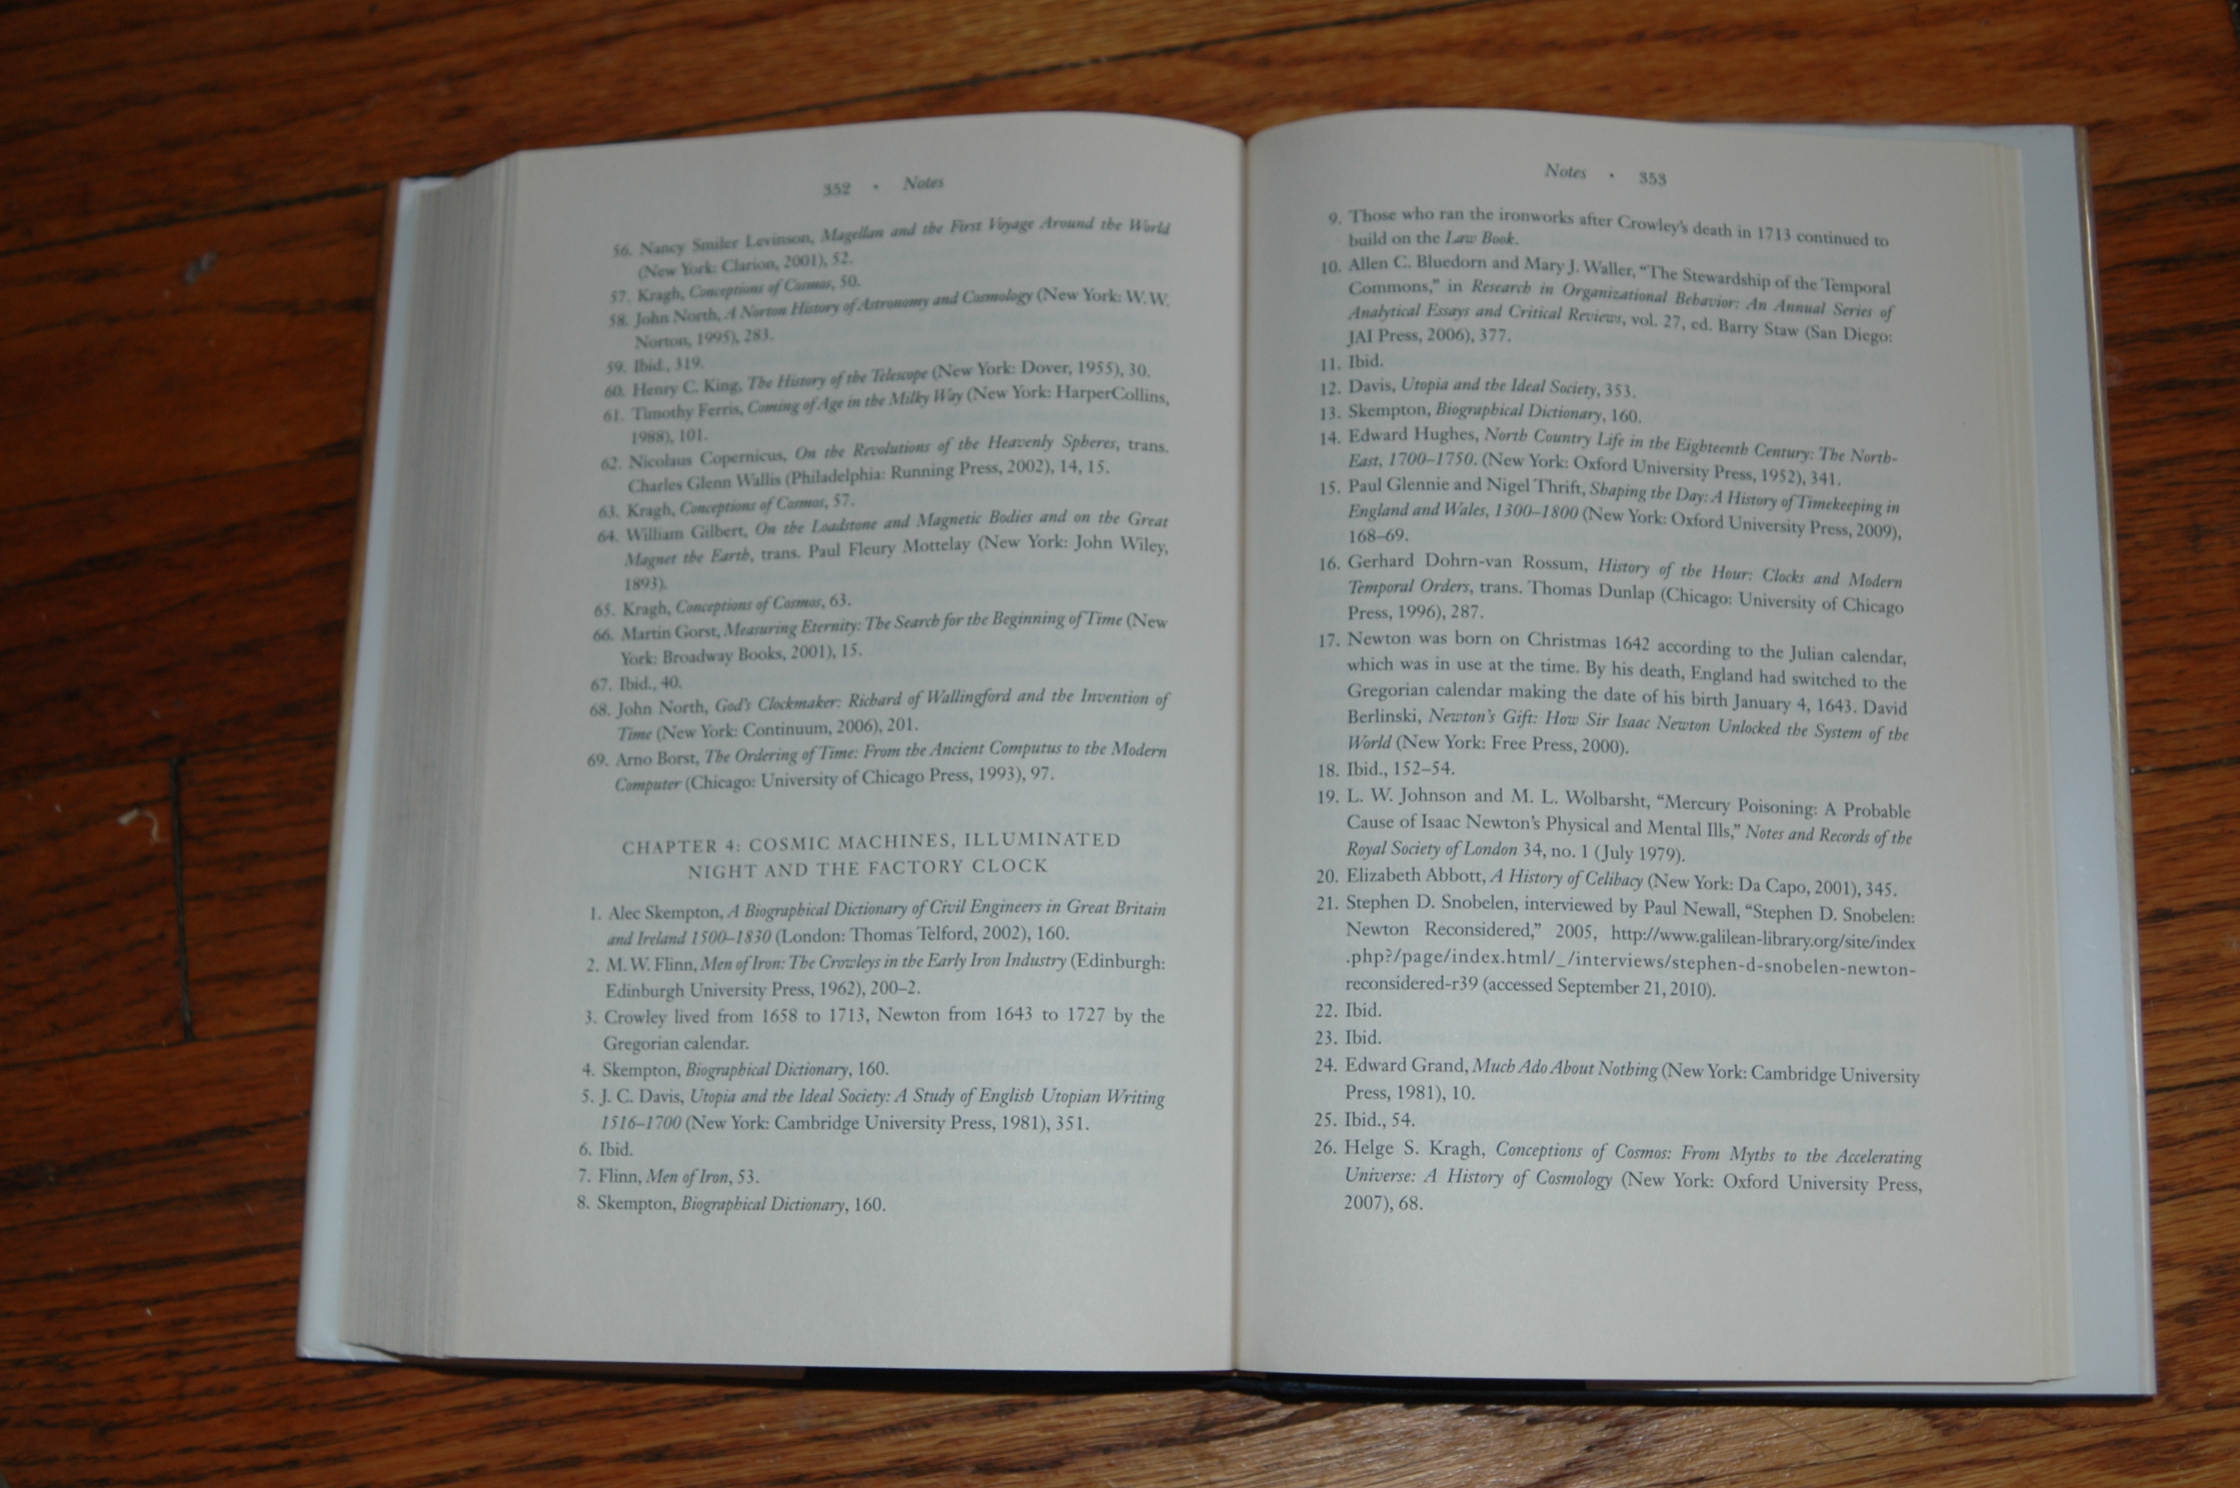 352 • Notes
56. Nancy Smiler Levinson, Magellan and the First Voyage Around the World
(New York: Clarion, 2001), 52.
57. Kragh, Conceptions of Cosmos, 50.
58. John North, A Norton History of Astronomy and Cosmology (New York: W. W.
Norton, 1995), 283.
59. Ibid., 319.
60. Henry C. King, The History of the Telescope (New York: Dover, 1955), 30.
61. Timothy Ferris, Coming of Age in the Milky Way (New York: HarperCollins,
1988), 101.
62. Nicolaus Copernicus, On the Revolutions of the Heavenly Spheres, trans.
Charles Glenn Wallis (Philadelphia: Running Press, 2002), 14, 15.
63. Kragh, Conceptions of Cosmos, 57.
64. William Gilbert, On the Loadstone and Magnetic Bodies and on the Great
Magnet the Earth, trans. Paul Fleury Mottelay (New York: John Wiley,
1893).
65. Kragh, Conceptions of Cosmos, 63.
66. Martin Gorst, Measuring Eternity: The Search for the Beginning of Time (New
York: Broadway Books, 2001), 15.
67. Ibid., 40.
68. John North, God's Clockmaker: Richard of Wallingford and the Invention of
Time (New York: Continuum, 2006), 201.
69. Arno Borst, The Ordering of Time: From the Ancient Computus to the Modern
Computer (Chicago: University of Chicago Press, 1993), 97.
CHAPTER 4: COSMIC MACHINES, ILLUMINATED
NIGHT AND THE FACTORY CLOCK
1. Alec Skempton, A Biographical Dictionary of Civil Engineers in Great Britain
and Ireland 1500–1830 (London: Thomas Telford, 2002), 160.
2. M. W. Flinn, Men of Iron: The Crowleys in the Early Iron Industry (Edinburgh:
Edinburgh University Press, 1962), 200–2.
3. Crowley lived from 1658 to 1713, Newton from 1643 to 1727 by the
Gregorian calendar.
4. Skempton, Biographical Dictionary, 160.
5. J. C. Davis, Utopia and the Ideal Society: A Study of English Utopian Writing
1516–1700 (New York: Cambridge University Press, 1981), 351.
6. Ibid.
7. Flinn, Men of Iron, 53.
8. Skempton, Biographical Dictionary, 160.
Notes • 353
9. Those who ran the ironworks after Crowley's death in 1713 continued to
build on the Law Book.
10. Allen C. Bluedorn and Mary J. Waller, "The Stewardship of the Temporal
Commons," in Research in Organizational Behavior: An Annual Series of
Analytical Essays and Critical Reviews, vol. 27, ed. Barry Staw (San Diego:
JAI Press, 2006), 377.
11. Ibid.
12. Davis, Utopia and the Ideal Society, 353.
13. Skempton, Biographical Dictionary, 160.
14. Edward Hughes, North Country Life in the Eighteenth Century: The North-
East, 1700–1750. (New York: Oxford University Press, 1952), 341.
15. Paul Glennie and Nigel Thrift, Shaping the Day: A History of Timekeeping in
England and Wales, 1300–1800 (New York: Oxford University Press, 2009),
168–69.
16. Gerhard Dohrn-van Rossum, History of the Hour: Clocks and Modern
Temporal Orders, trans. Thomas Dunlap (Chicago: University of Chicago
Press, 1996), 287.
17. Newton was born on Christmas 1642 according to the Julian calendar,
which was in use at the time. By his death, England had switched to the
Gregorian calendar making the date of his birth January 4, 1643. David
Berlinski, Newton's Gift: How Sir Isaac Newton Unlocked the System of the
World (New York: Free Press, 2000).
18. Ibid., 152–54.
19. L. W. Johnson and M. L. Wolbarsht, "Mercury Poisoning: A Probable
Cause of Isaac Newton's Physical and Mental Ills," Notes and Records of the
Royal Society of London 34, no. 1 (July 1979).
20. Elizabeth Abbott, A History of Celibacy (New York: Da Capo, 2001), 345.
21. Stephen D. Snobelen, interviewed by Paul Newall, "Stephen D. Snobelen:
Newton Reconsidered," 2005, http://www.galilean-library.org/site/index
.php?/page/index.html/_/interviews/stephen-d-snobelen-newton-
reconsidered-r39 (accessed September 21, 2010).
22. Ibid.
23. Ibid.
24. Edward Grand, Much Ado About Nothing (New York: Cambridge University
Press, 1981), 10.
25. Ibid., 54.
26. Helge S. Kragh, Conceptions of Cosmos: From Myths to the Accelerating
Universe: A History of Cosmology (New York: Oxford University Press,
2007), 68.